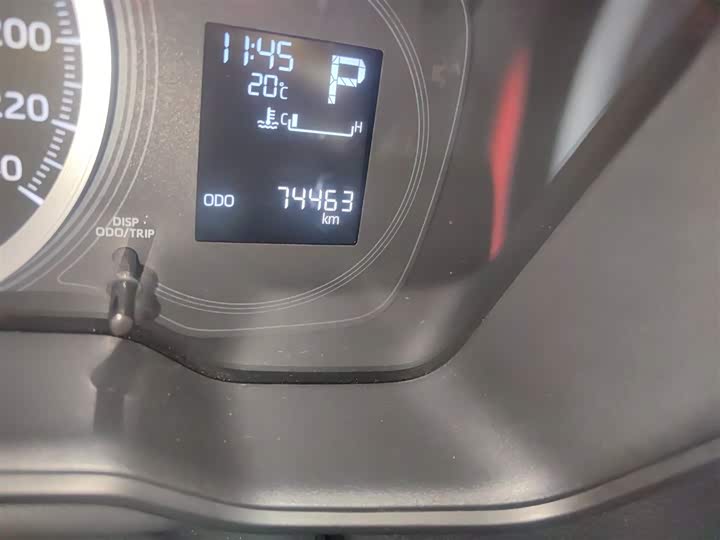 200
220
11:45
P
20°C
C H
ODO 74463
km
DISP
ODO/TRIP